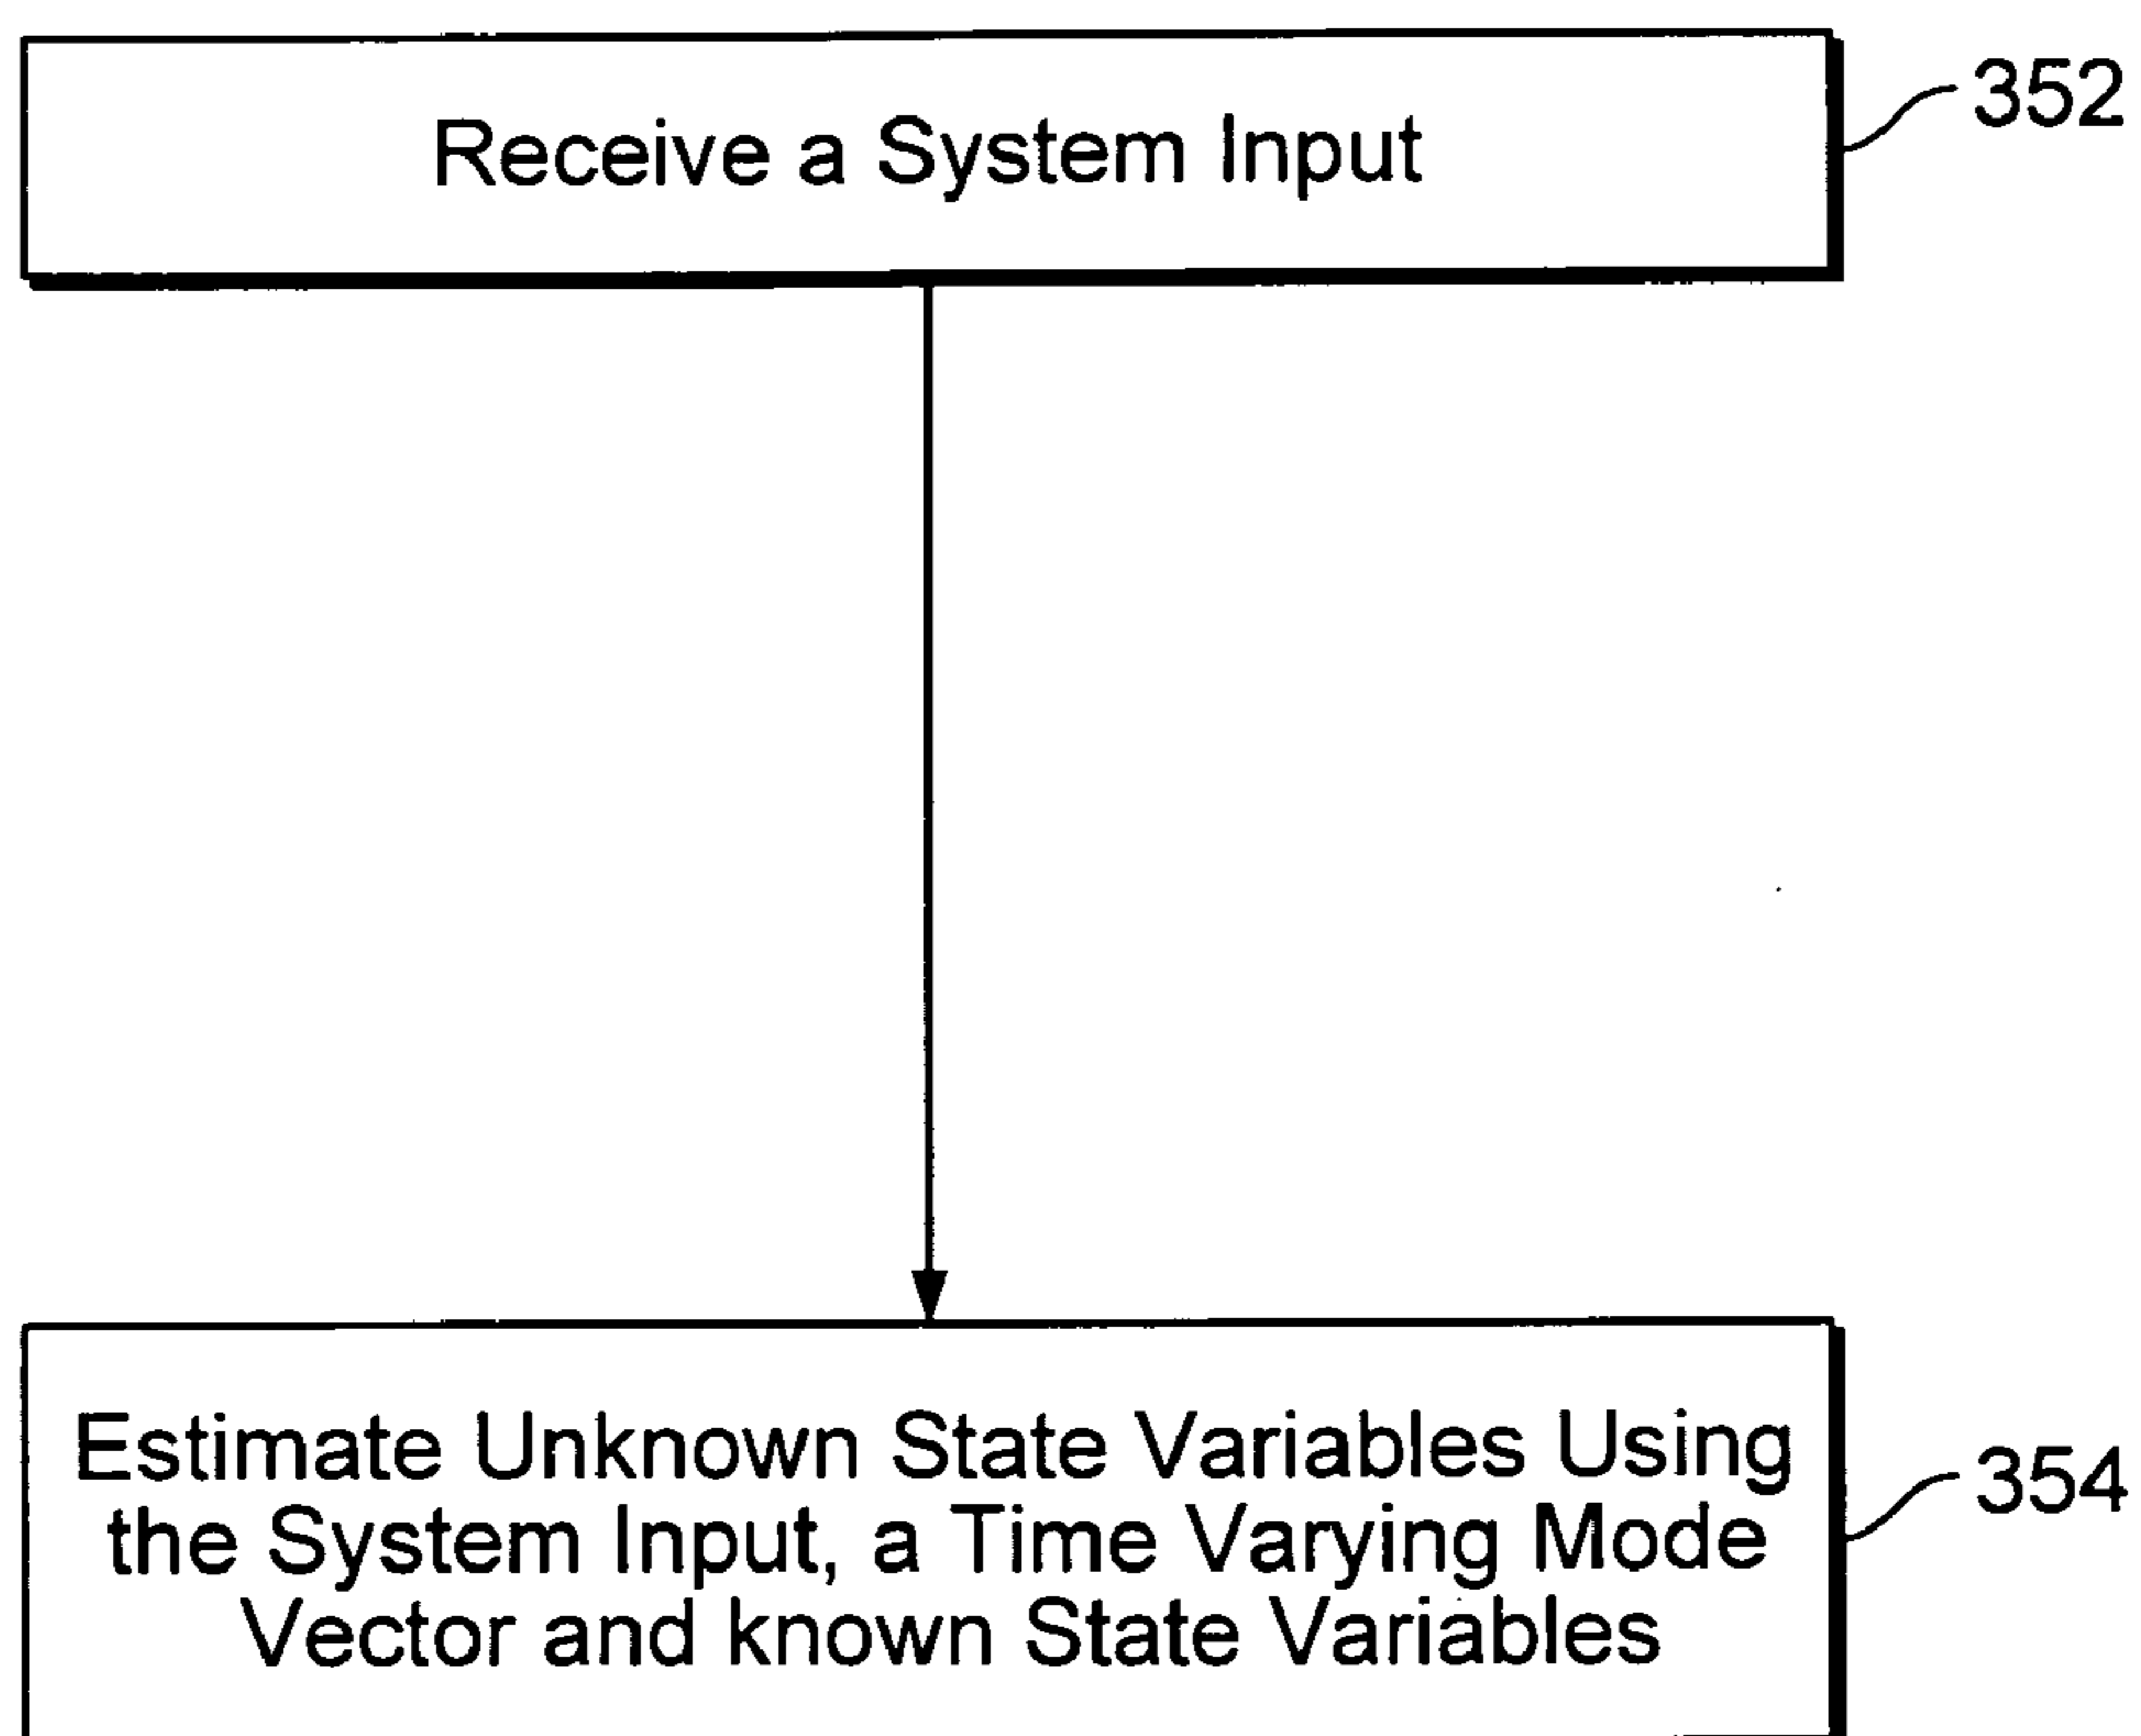 Receive a System Input
352
Estimate Unknown State Variables Using
the System Input, a Time Varying Mode
Vector and known State Variables
354